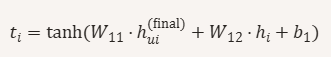 t_i = tanh(W_{11} · h_{ui}^{(final)} + W_{12} · h_i + b_1)